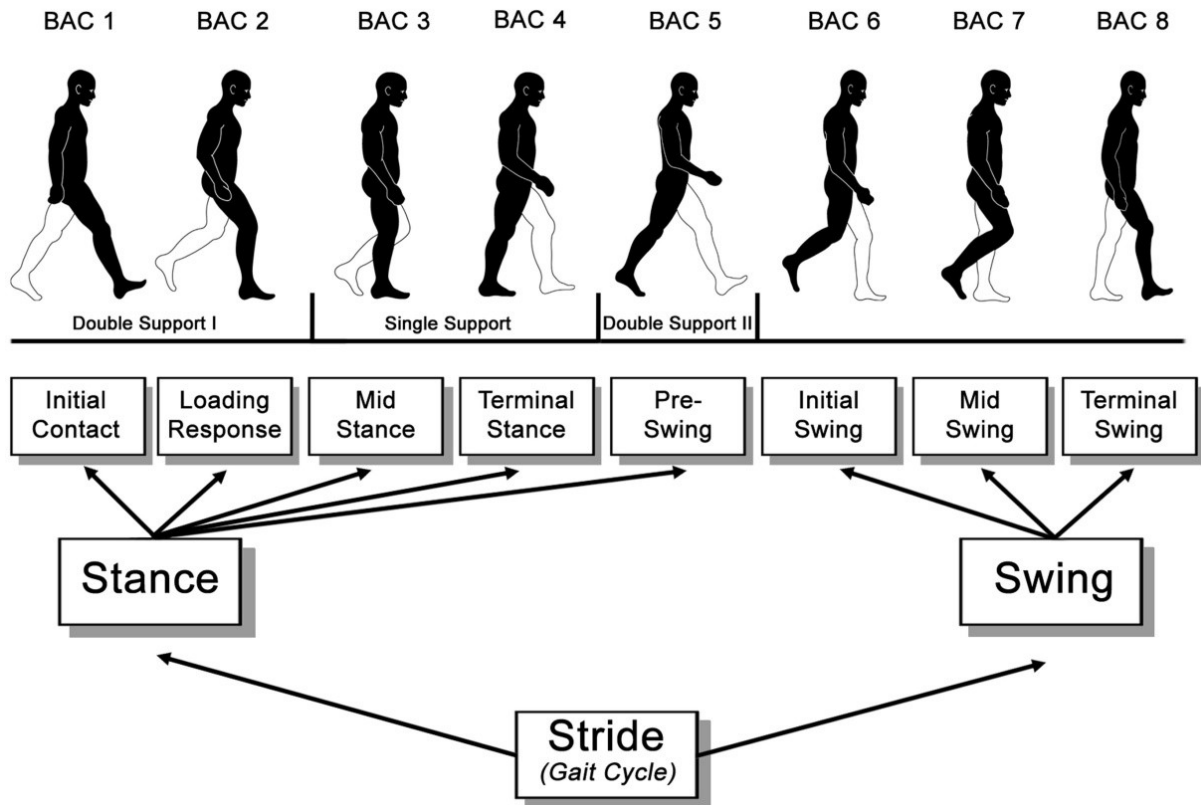 BAC 1 BAC 2 BAC 3 BAC 4 BAC 5 BAC 6 BAC 7 BAC 8
Double Support I Single Support Double Support II
Initial Contact
Loading Response
Mid Stance
Terminal Stance
Pre-Swing
Initial Swing
Mid Swing
Terminal Swing
Stance Swing
Stride
(Gait Cycle)